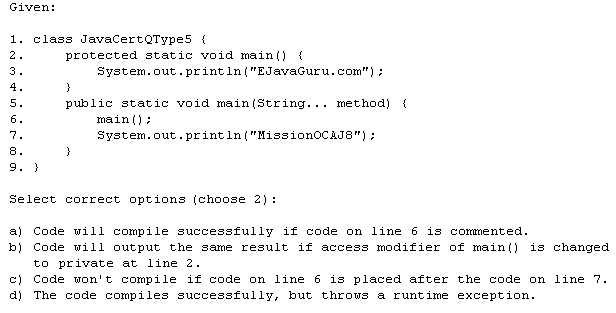 Given:
1. class JavaCertQType5 {
2.     protected static void main() {
3.         System.out.println("EJavaGuru.com");
4.     }
5.     public static void main(String... method) {
6.         main();
7.         System.out.println("MissionOCAJ8");
8.     }
9. }
Select correct options (choose 2):
a) Code will compile successfully if code on line 6 is commented.
b) Code will output the same result if access modifier of main() is changed
to private at line 2.
c) Code won't compile if code on line 6 is placed after the code on line 7.
d) The code compiles successfully, but throws a runtime exception.